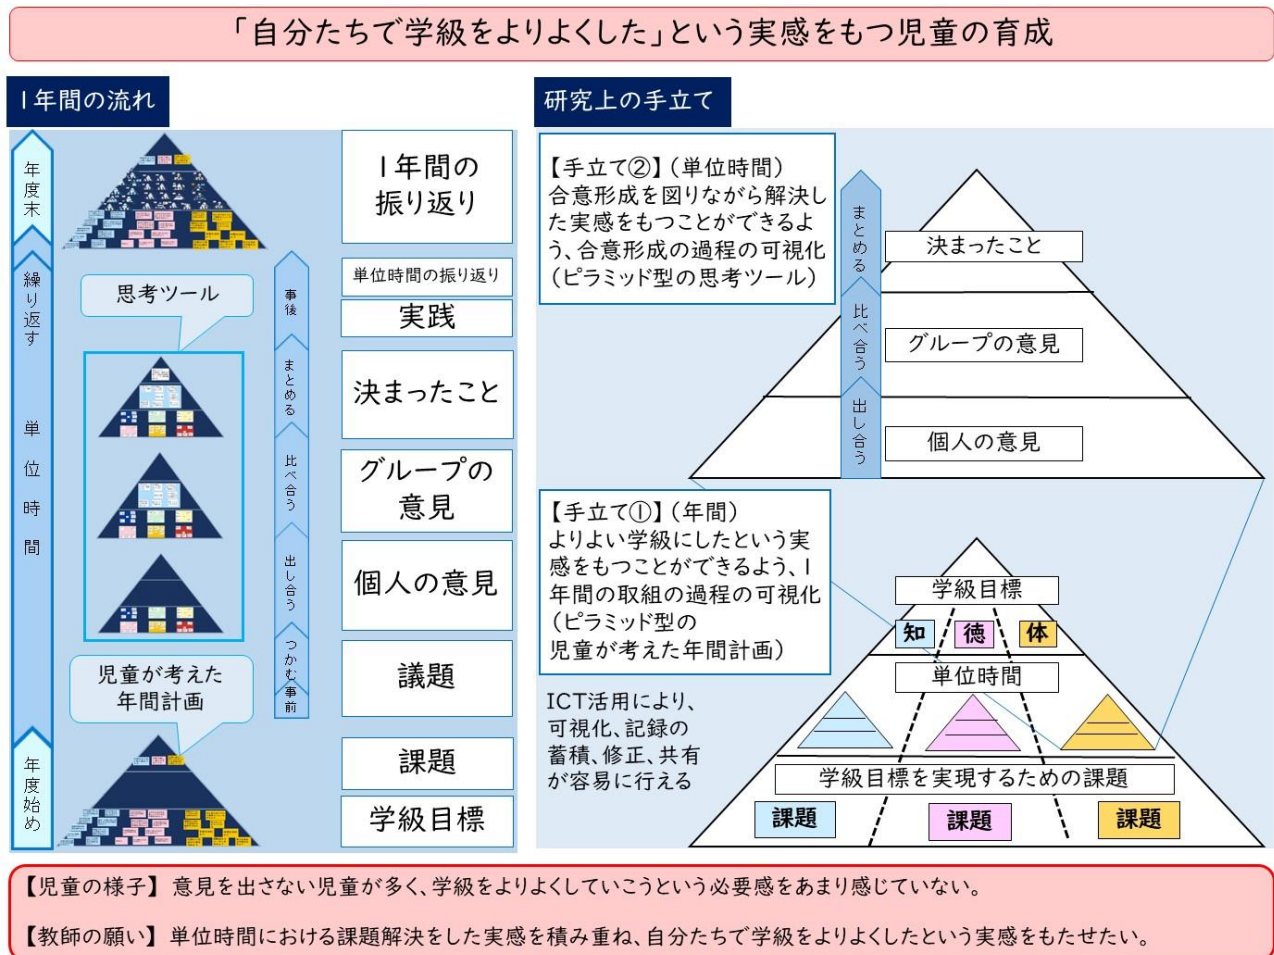 「自分たちで学級をよりよくした」という実感をもつ児童の育成
1年間の流れ
年度末
繰り返す
単位時間
年度始め
思考ツール
児童が考えた
年間計画
事後
まとめる
比べ合う
出し合う
つかむ
事前
1年間の
振り返り
単位時間の振り返り
実践
決まったこと
グループの
意見
個人の意見
議題
課題
学級目標
研究上の手立て
【手立て②】(単位時間)
合意形成を図りながら解決し
た実感をもつことができるよ
う、合意形成の過程の可視化
(ピラミッド型の思考ツール)
まとめる
比べ合う
出し合う
決まったこと
グループの意見
個人の意見
【手立て①】(年間)
よりよい学級にしたという実
感をもつことができるよう、1
年間の取組の過程の可視化
(ピラミッド型の
児童が考えた年間計画)
ICT活用により、
可視化、記録の
蓄積、修正、共有
が容易に行える
学級目標
知 徳 体
単位時間
学級目標を実現するための課題
課題 課題 課題
【児童の様子】 意見を出さない児童が多く、学級をよりよくしていこうという必要感をあまり感じていない。
【教師の願い】 単位時間における課題解決をした実感を積み重ね、自分たちで学級をよりよくしたという実感をもたせたい。